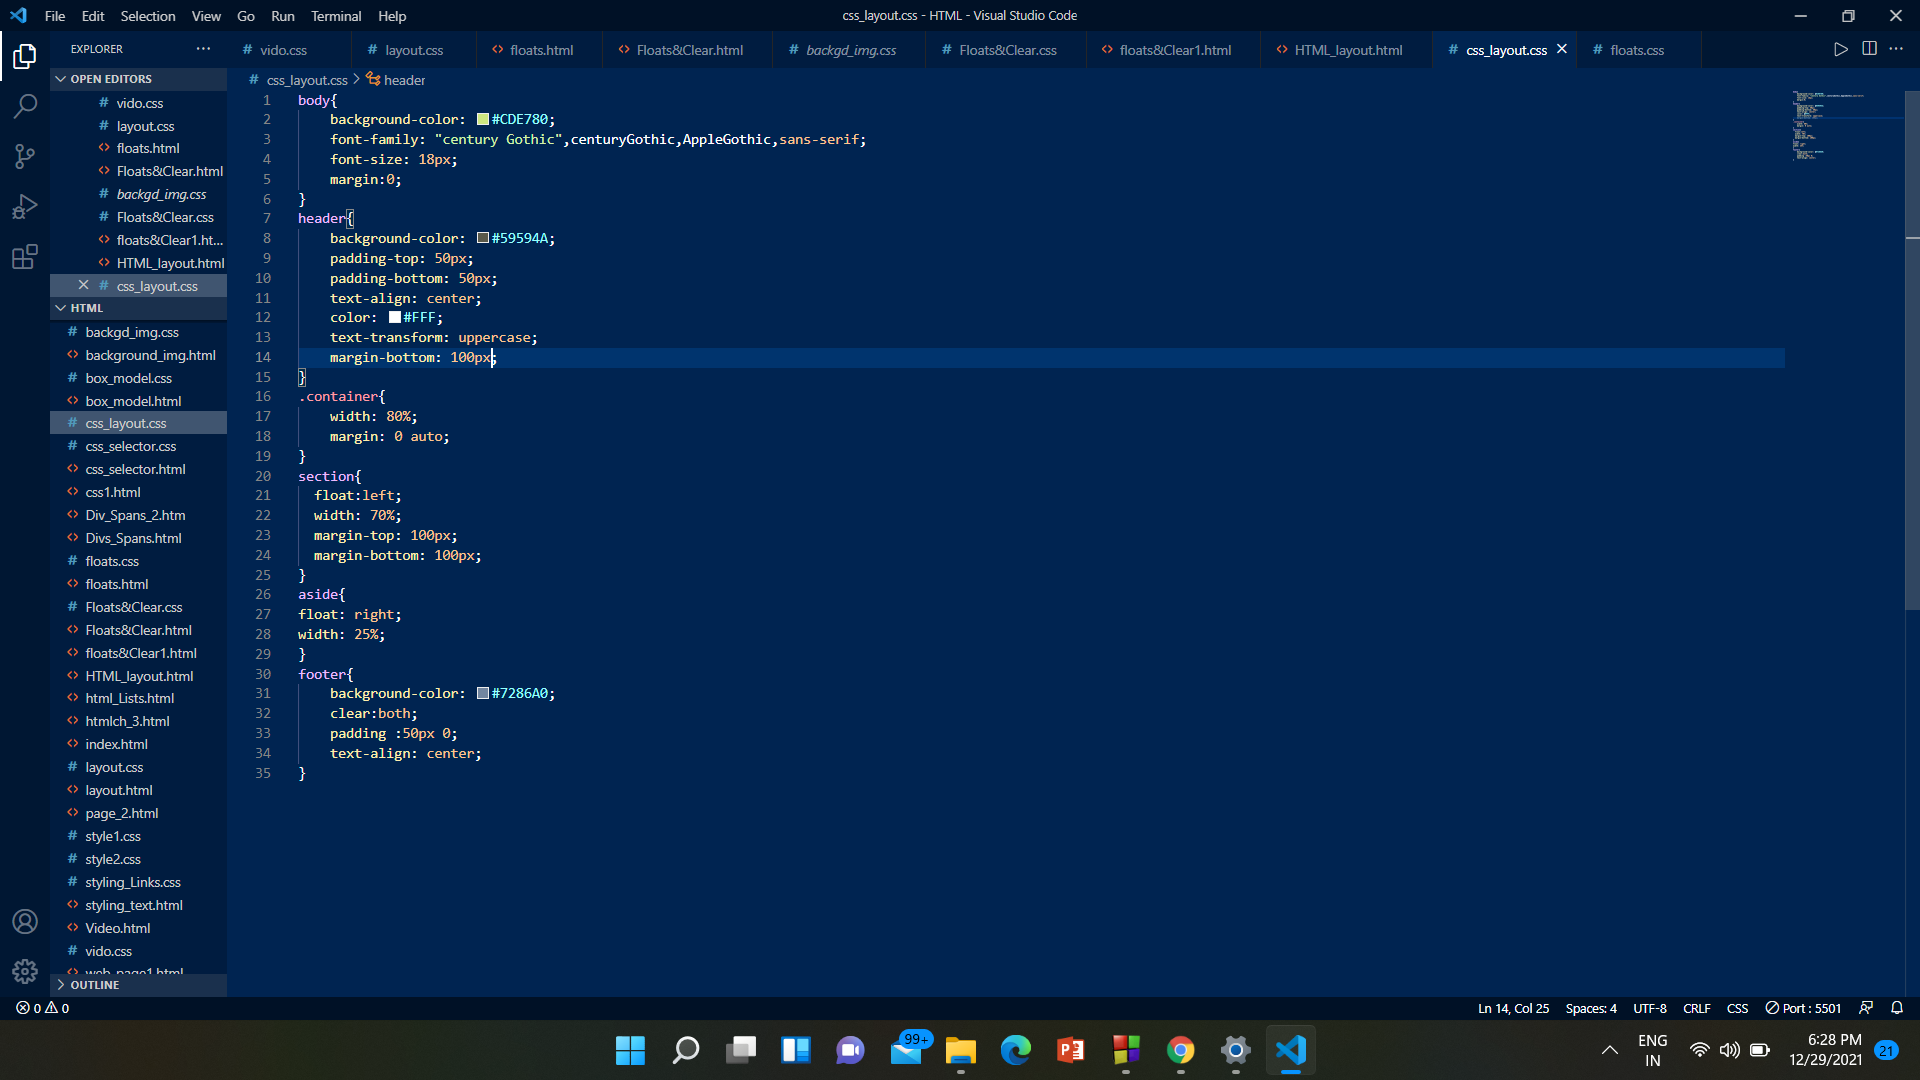 File Edit Selection View Go Run Terminal Help
css_layout.css - HTML - Visual Studio Code
EXPLORER
vido.css layout.css floats.html Floats&Clear.html backgd_img.css Floats&Clear.css floats&Clear1.html HTML_layout.html css_layout.css floats.css
OPEN EDITORS
vido.css
layout.css
floats.html
Floats&Clear.html
backgd_img.css
Floats&Clear.css
floats&Clear1.ht...
HTML_layout.html
css_layout.css
HTML
backgd_img.css
background_img.html
box_model.css
box_model.html
css_layout.css
css_selector.css
css_selector.html
css1.html
Div_Spans_2.htm
Divs_Spans.html
floats.css
floats.html
Floats&Clear.css
Floats&Clear.html
floats&Clear1.html
HTML_layout.html
html_Lists.html
htmlch_3.html
index.html
layout.css
layout.html
page_2.html
style1.css
style2.css
styling_Links.css
styling_text.html
Video.html
vido.css
web_page1.html
OUTLINE
css_layout.css > header
1 body{
2 background-color: #CDE780;
3 font-family: "century Gothic",centuryGothic,AppleGothic,sans-serif;
4 font-size: 18px;
5 margin:0;
6 }
7 header{
8 background-color: #59594A;
9 padding-top: 50px;
10 padding-bottom: 50px;
11 text-align: center;
12 color: #FFF;
13 text-transform: uppercase;
14 margin-bottom: 100px;
15 }
16 .container{
17 width: 80%;
18 margin: 0 auto;
19 }
20 section{
21 float:left;
22 width: 70%;
23 margin-top: 100px;
24 margin-bottom: 100px;
25 }
26 aside{
27 float: right;
28 width: 25%;
29 }
30 footer{
31 background-color: #7286A0;
32 clear:both;
33 padding :50px 0;
34 text-align: center;
35 }
0 0
Ln 14, Col 25 Spaces: 4 UTF-8 CRLF CSS Port : 5501
99+
ENG
IN
6:28 PM
12/29/2021
21